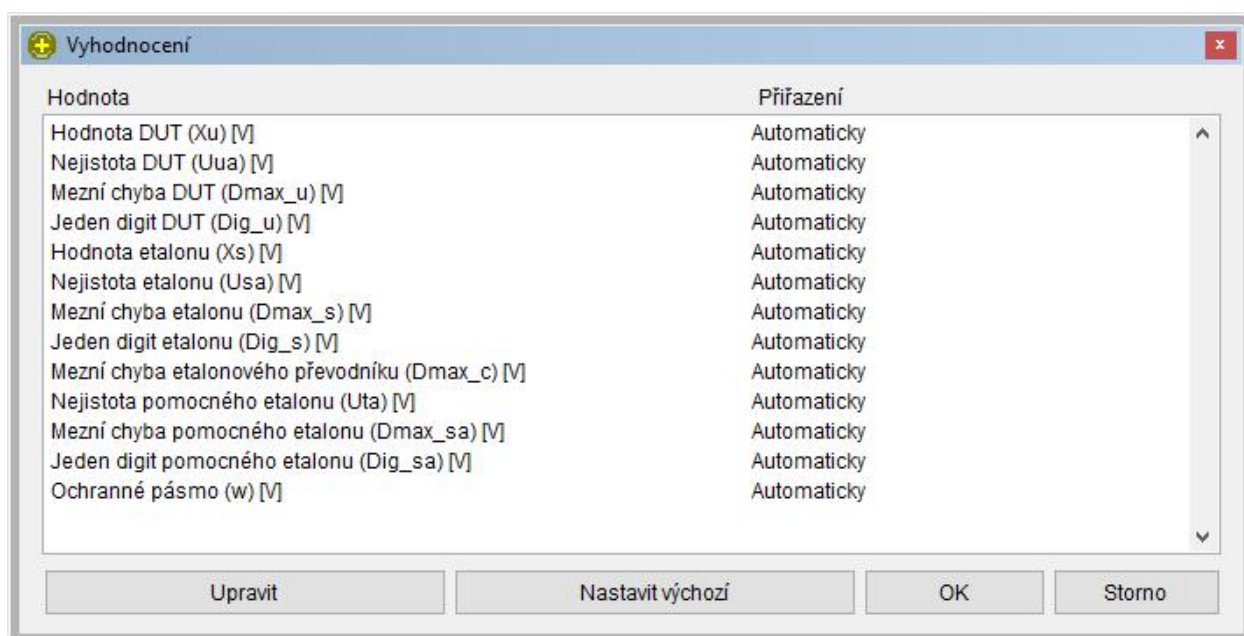 Vyhodnocení
Hodnota Přiřazení
Hodnota DUT (Xu) [V] Automaticky
Nejistota DUT (Uua) [V] Automaticky
Mezní chyba DUT (Dmax_u) [V] Automaticky
Jeden digit DUT (Dig_u) [V] Automaticky
Hodnota etalonu (Xs) [V] Automaticky
Nejistota etalonu (Usa) [V] Automaticky
Mezní chyba etalonu (Dmax_s) [V] Automaticky
Jeden digit etalonu (Dig_s) [V] Automaticky
Mezní chyba etalonového převodníku (Dmax_c) [V] Automaticky
Nejistota pomocného etalonu (Uta) [V] Automaticky
Mezní chyba pomocného etalonu (Dmax_sa) [V] Automaticky
Jeden digit pomocného etalonu (Dig_sa) [V] Automaticky
Ochranné pásmo (w) [V] Automaticky
Upravit Nastavit výchozí OK Storno